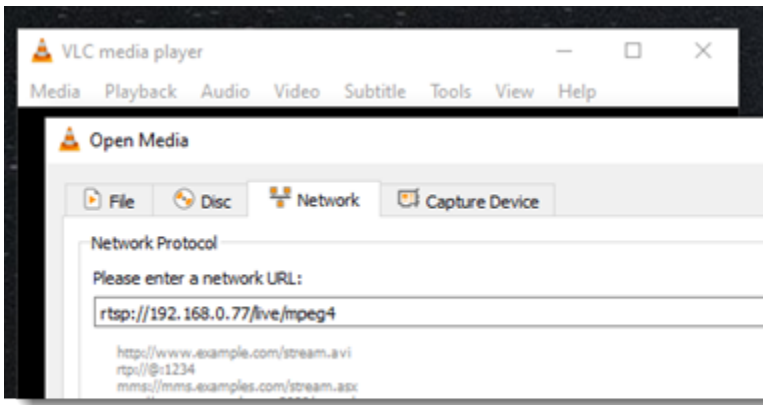 VLC media player
Media Playback Audio Video Subtitle Tools View Help
Open Media
File Disc Network Capture Device
Network Protocol
Please enter a network URL:
rtsp://192.168.0.77/live/mpeg4
http://www.example.com/stream.avi
rtp://@:1234
mms://mms.examples.com/stream.asx